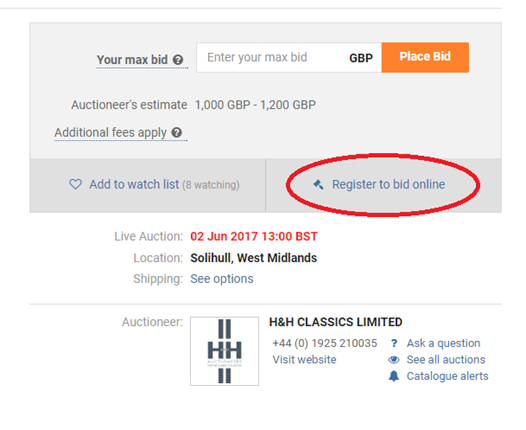 Your max bid ?
Enter your max bid GBP Place Bid
Auctioneer's estimate 1,000 GBP - 1,200 GBP
Additional fees apply ?
Add to watch list (8 watching) Register to bid online
Live Auction: 02 Jun 2017 13:00 BST
Location: Solihull, West Midlands
Shipping: See options
Auctioneer: H&H CLASSICS LIMITED
H&H
+44 (0) 1925 210035 ? Ask a question
Visit website See all auctions
Catalogue alerts